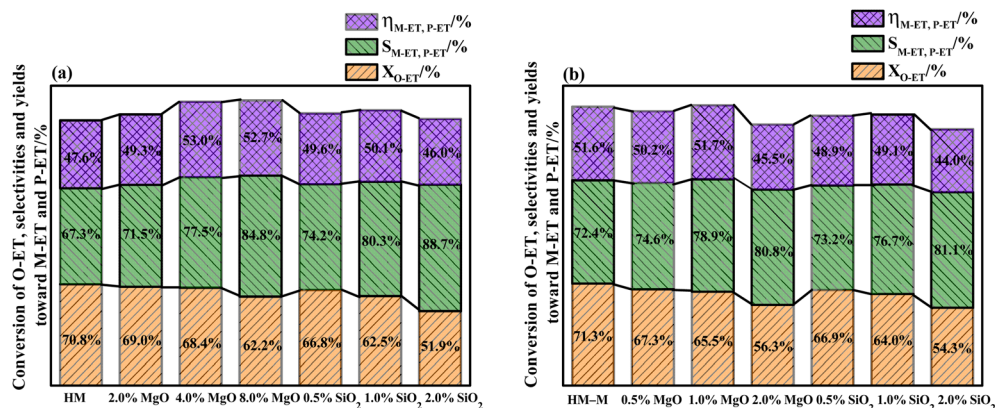 η_M-ET, P-ET/%
S_M-ET, P-ET/%
X_O-ET/%
(a)
Conversion of O-ET, selectivities and yields
toward M-ET and P-ET/%
47.6% 49.3% 53.0% 52.7% 49.6% 50.1% 46.0%
67.3% 71.5% 77.5% 84.8% 74.2% 80.3% 88.7%
70.8% 69.0% 68.4% 62.2% 66.8% 62.5% 51.9%
HM 2.0% MgO 4.0% MgO 8.0% MgO 0.5% SiO₂ 1.0% SiO₂ 2.0% SiO₂
η_M-ET, P-ET/%
S_M-ET, P-ET/%
X_O-ET/%
(b)
Conversion of O-ET, selectivities and yields
toward M-ET and P-ET/%
51.6% 50.2% 51.7% 45.5% 48.9% 49.1% 44.0%
72.4% 74.6% 78.9% 80.8% 73.2% 76.7% 81.1%
71.3% 67.3% 65.5% 56.3% 66.9% 64.0% 54.3%
HM–M 0.5% MgO 1.0% MgO 2.0% MgO 0.5% SiO₂ 1.0% SiO₂ 2.0% SiO₂